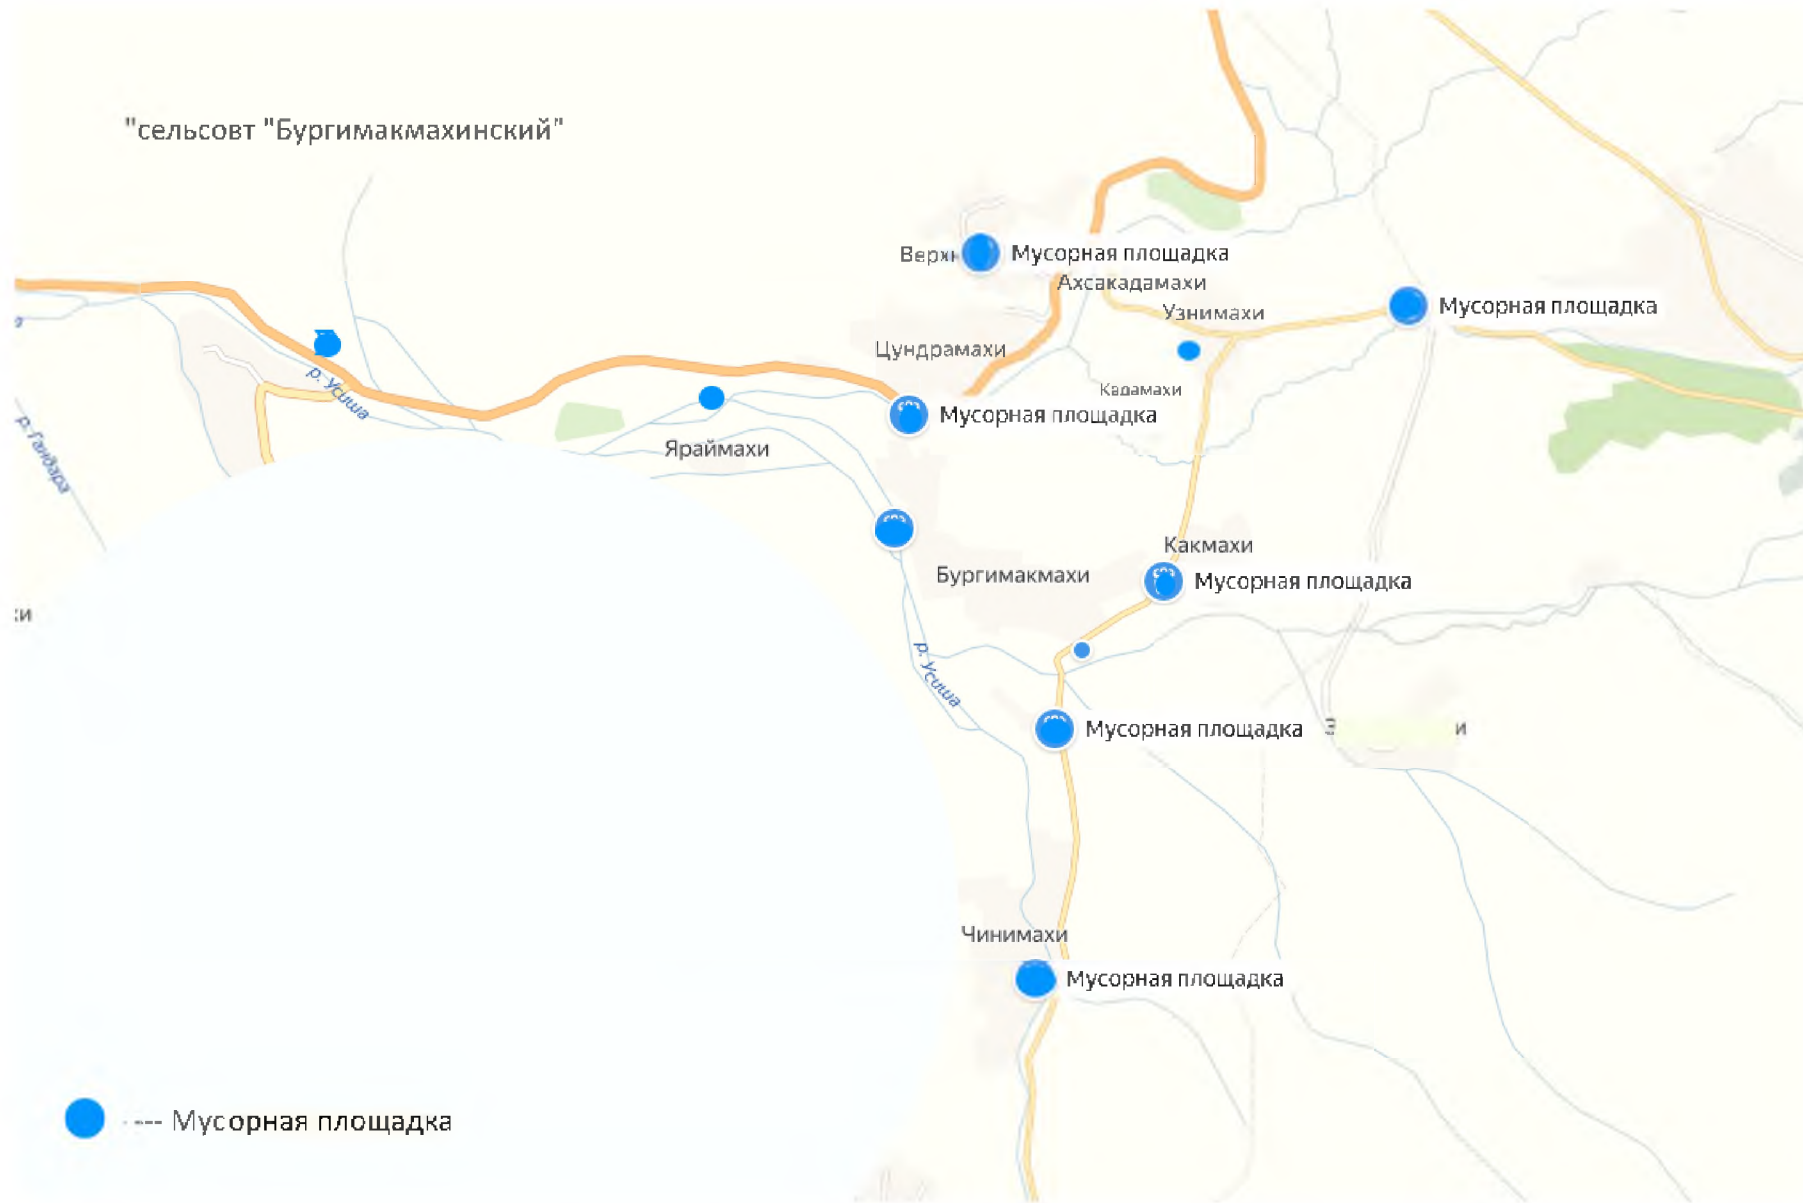 "сельсовт "Бургимакмахинский"
Мусорная площадка
Ахсакадамахи
Узнимахи
Мусорная площадка
Цундрамахи
р. Усиша
Кадамахи
Мусорная площадка
р. Гандара
Яраймахи
Какмахи
Бургимакмахи
Мусорная площадка
р. Усиша
Мусорная площадка
Чинимахи
Мусорная площадка
---- Мусорная площадка